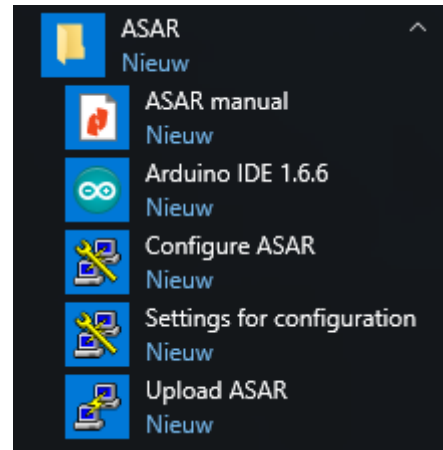 ASAR
Nieuw
ASAR manual
Nieuw
Arduino IDE 1.6.6
Nieuw
Configure ASAR
Nieuw
Settings for configuration
Nieuw
Upload ASAR
Nieuw